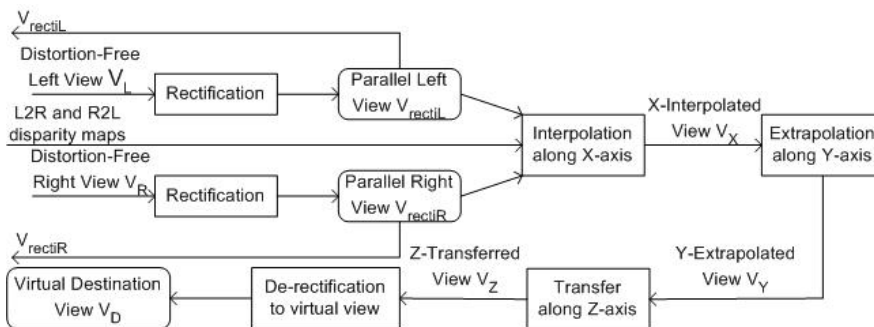 V_rectiL
Distortion-Free
Left View V_L
Rectification
Parallel Left
View V_rectiL
L2R and R2L
disparity maps
Interpolation
along X-axis
X-Interpolated
View V_X
Extrapolation
along Y-axis
Distortion-Free
Right View V_R
Rectification
Parallel Right
View V_rectiR
V_rectiR
Virtual Destination
View V_D
De-rectification
to virtual view
Z-Transferred
View V_Z
Transfer
along Z-axis
Y-Extrapolated
View V_Y